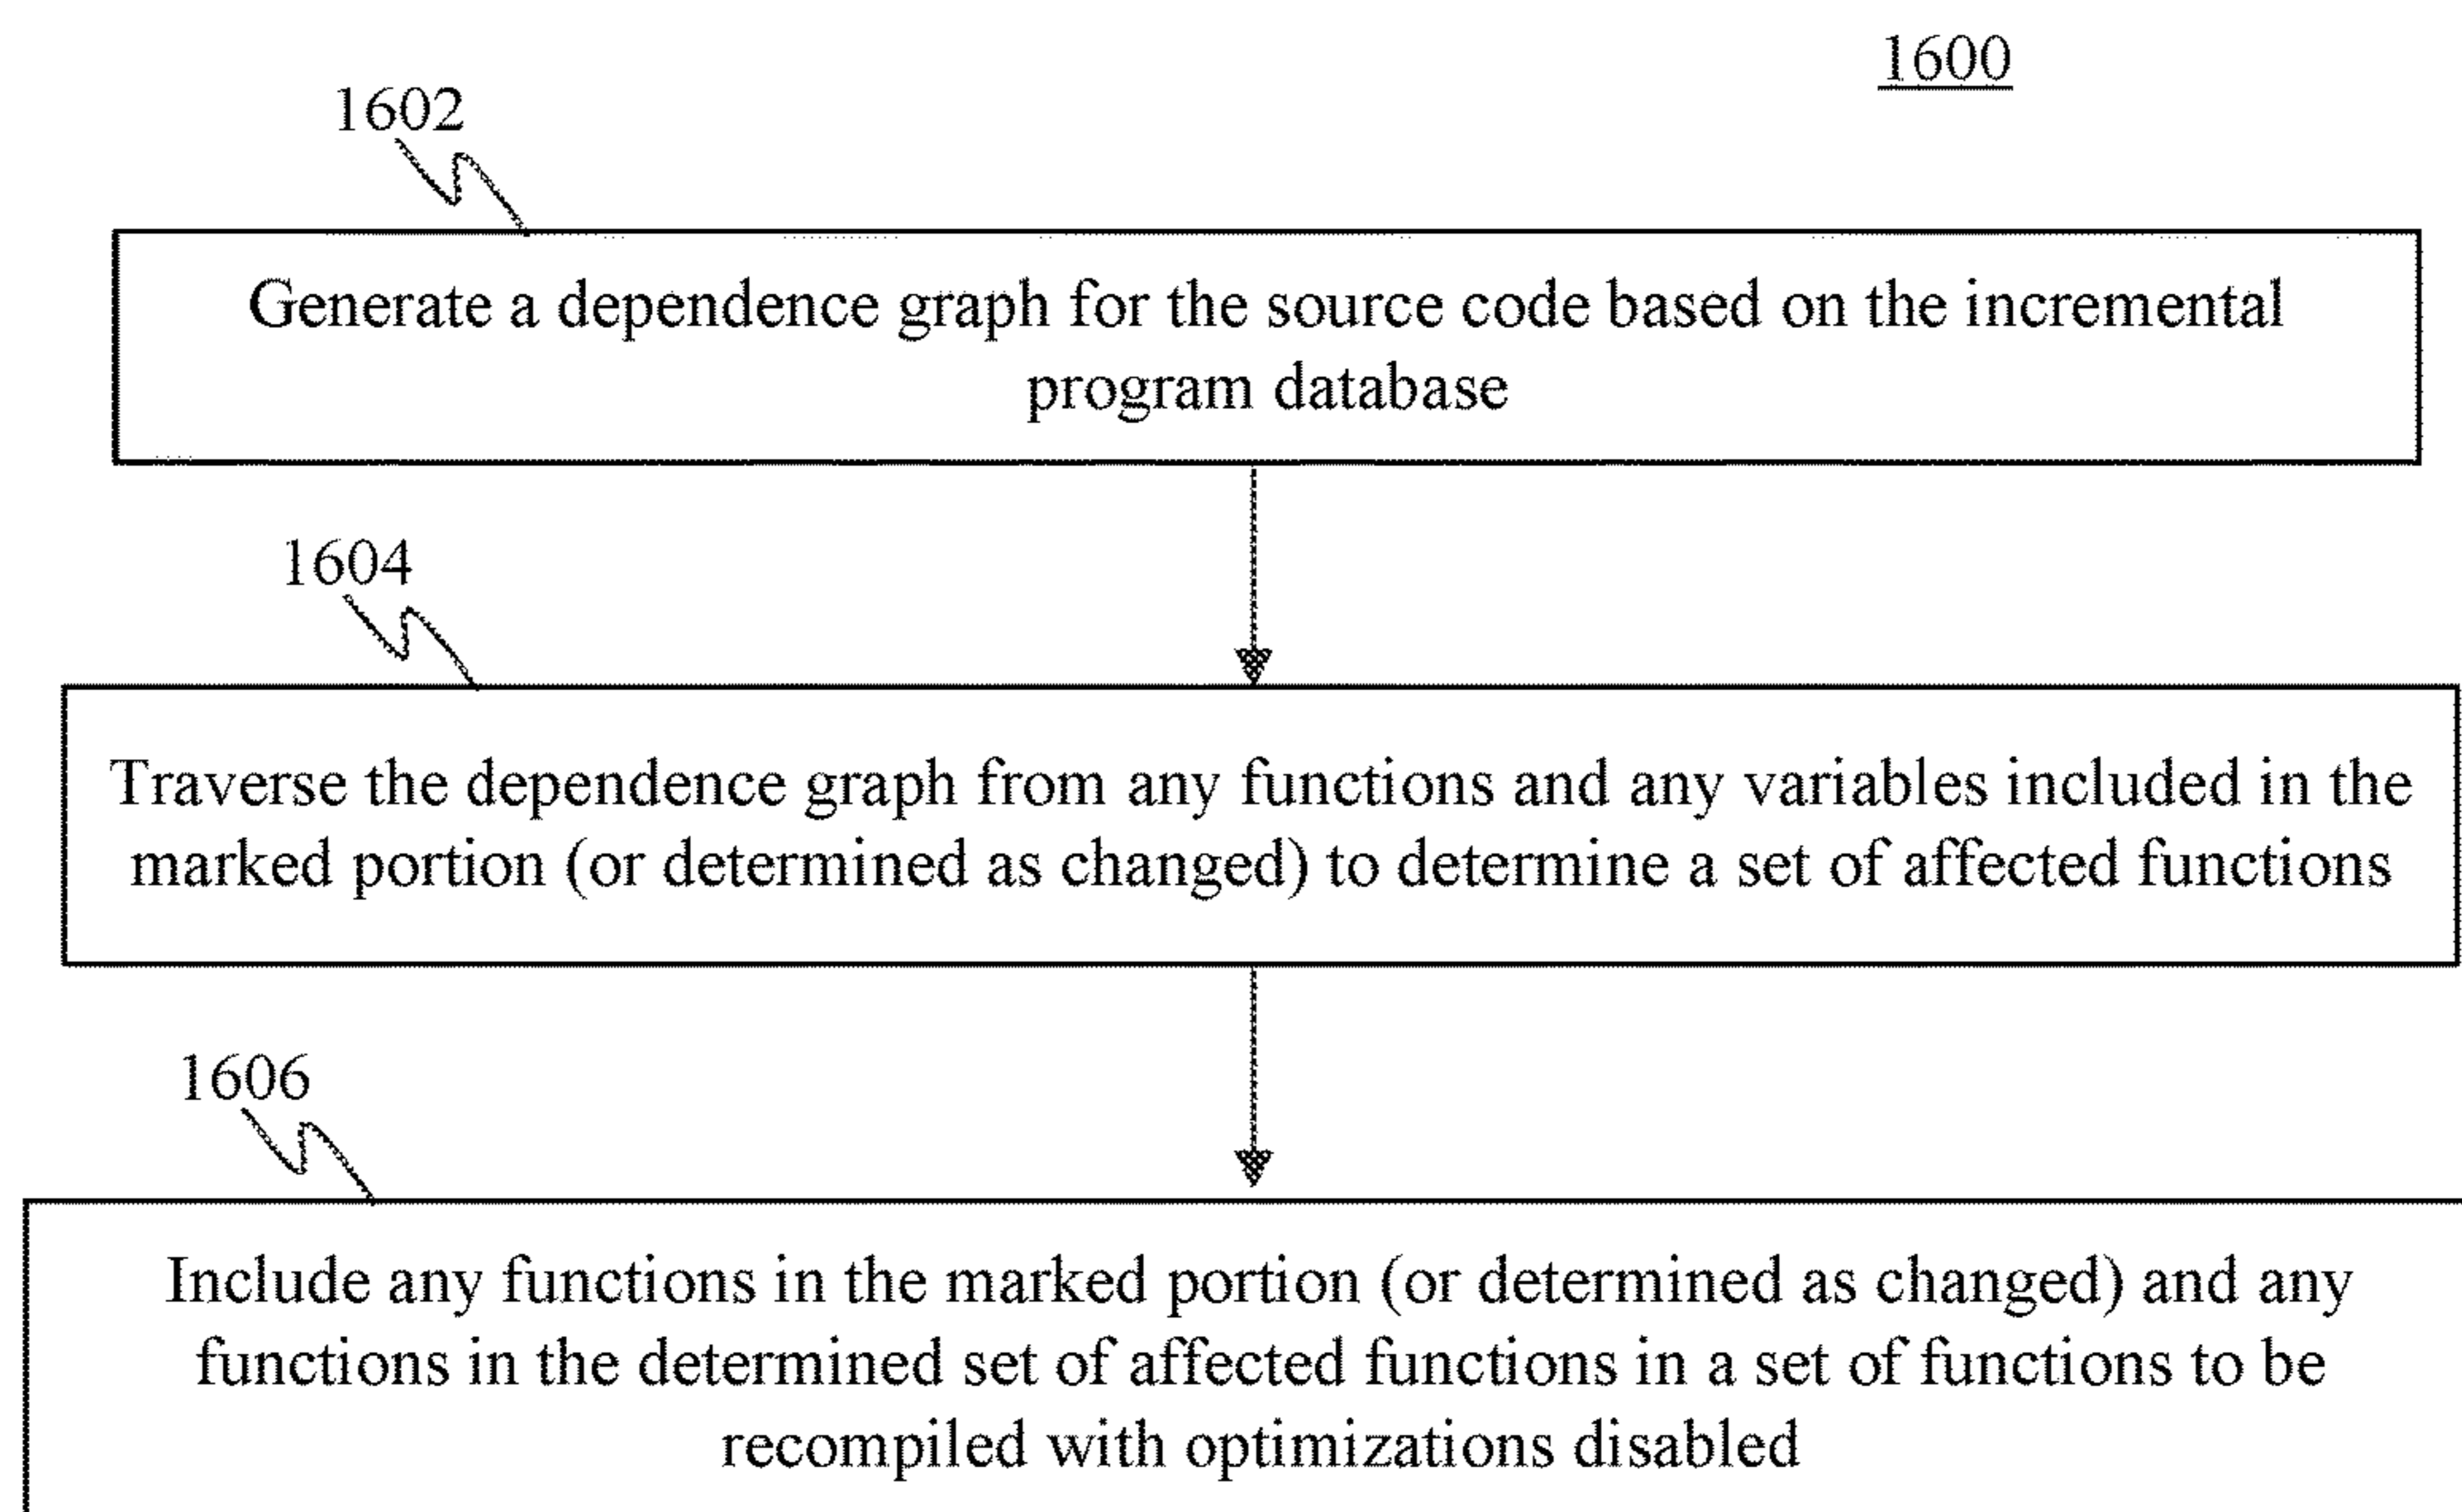 1600
1602
Generate a dependence graph for the source code based on the incremental
program database
1604
Traverse the dependence graph from any functions and any variables included in the
marked portion (or determined as changed) to determine a set of affected functions
1606
Include any functions in the marked portion (or determined as changed) and any
functions in the determined set of affected functions in a set of functions to be
recompiled with optimizations disabled